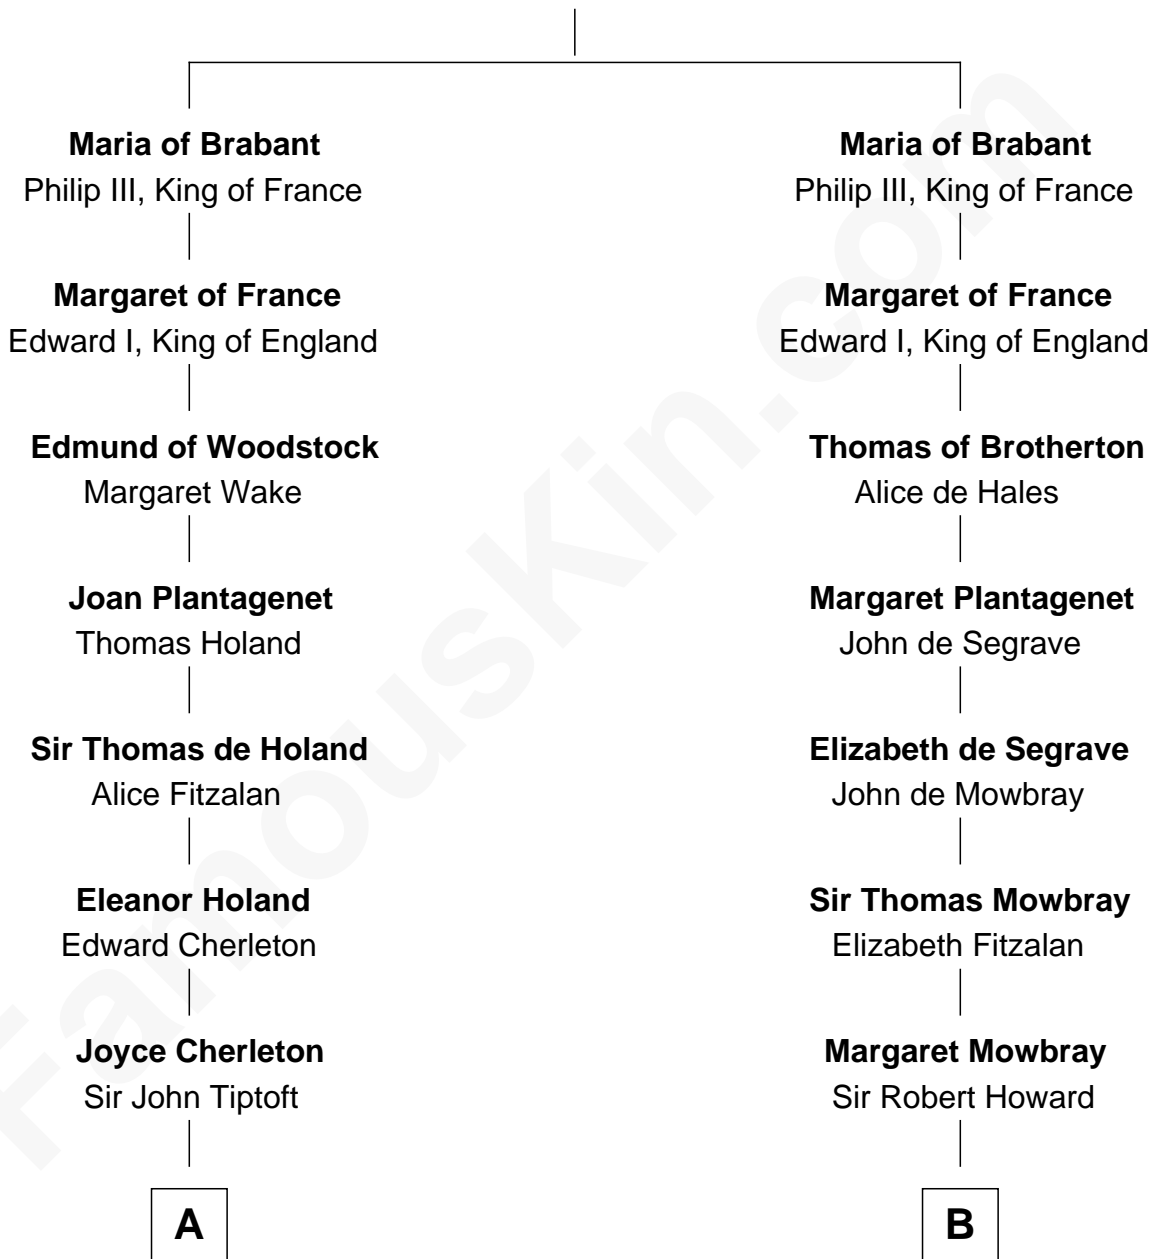 Maria of Brabant
Philip III, King of France
Margaret of France
Edward I, King of England
Edmund of Woodstock
Margaret Wake
Joan Plantagenet
Thomas Holand
Sir Thomas de Holand
Alice Fitzalan
Eleanor Holand
Edward Cherleton
Joyce Cherleton
Sir John Tiptoft
A
Maria of Brabant
Philip III, King of France
Margaret of France
Edward I, King of England
Thomas of Brotherton
Alice de Hales
Margaret Plantagenet
John de Segrave
Elizabeth de Segrave
John de Mowbray
Sir Thomas Mowbray
Elizabeth Fitzalan
Margaret Mowbray
Sir Robert Howard
B
FamousKin.com